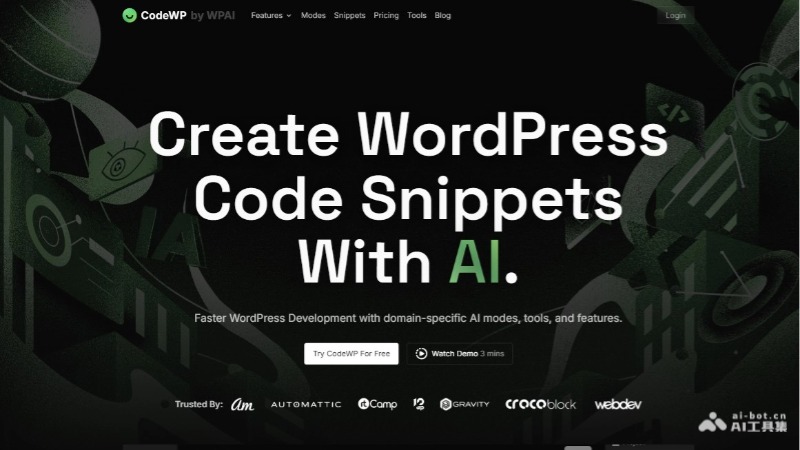 CodeWP by WPAI Features Modes Snippets Pricing Tools Blog Login
</>
Create WordPress
Code Snippets
With AI.
IA
Faster WordPress Development with domain-specific AI modes, tools, and features.
Try CodeWP For Free Watch Demo 3 mins
Trusted By: am AUTOMATTIC rtCamp GRAVITY crocoblock webdev
ai-bot.cn
AI工具集